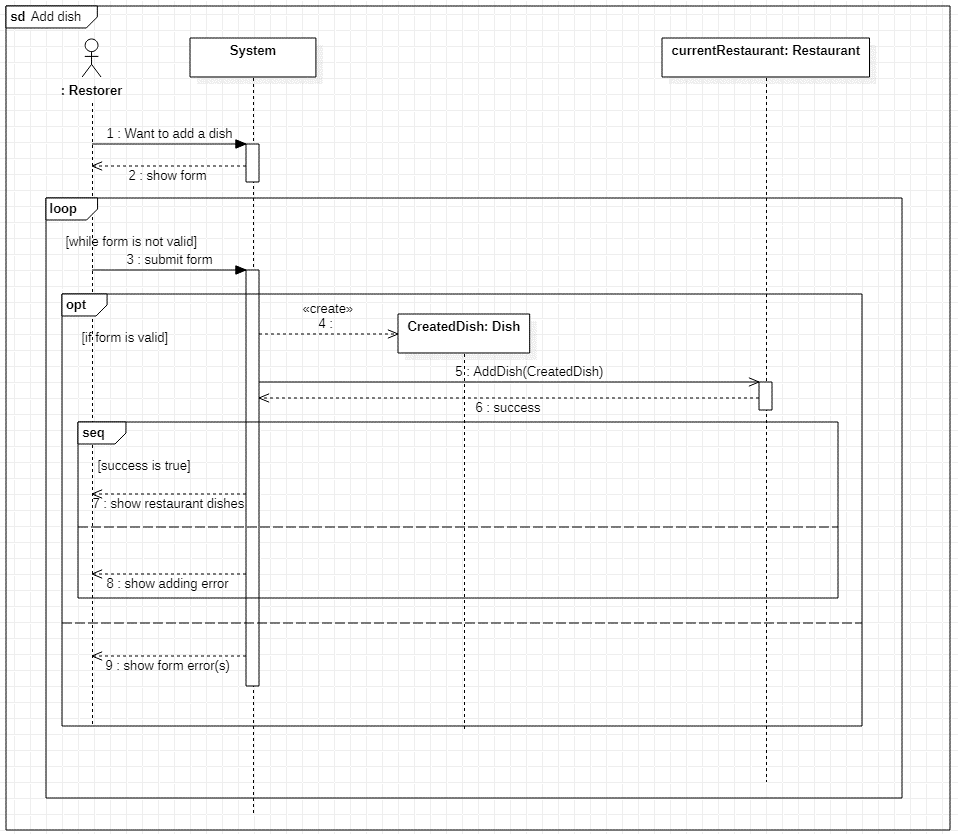 sd Add dish
System
currentRestaurant: Restaurant
: Restorer
1 : Want to add a dish
2 : show form
loop
[while form is not valid]
3 : submit form
opt
«create»
4 :
CreatedDish: Dish
[if form is valid]
5 : AddDish(CreatedDish)
6 : success
seq
[success is true]
7 : show restaurant dishes
8 : show adding error
9 : show form error(s)